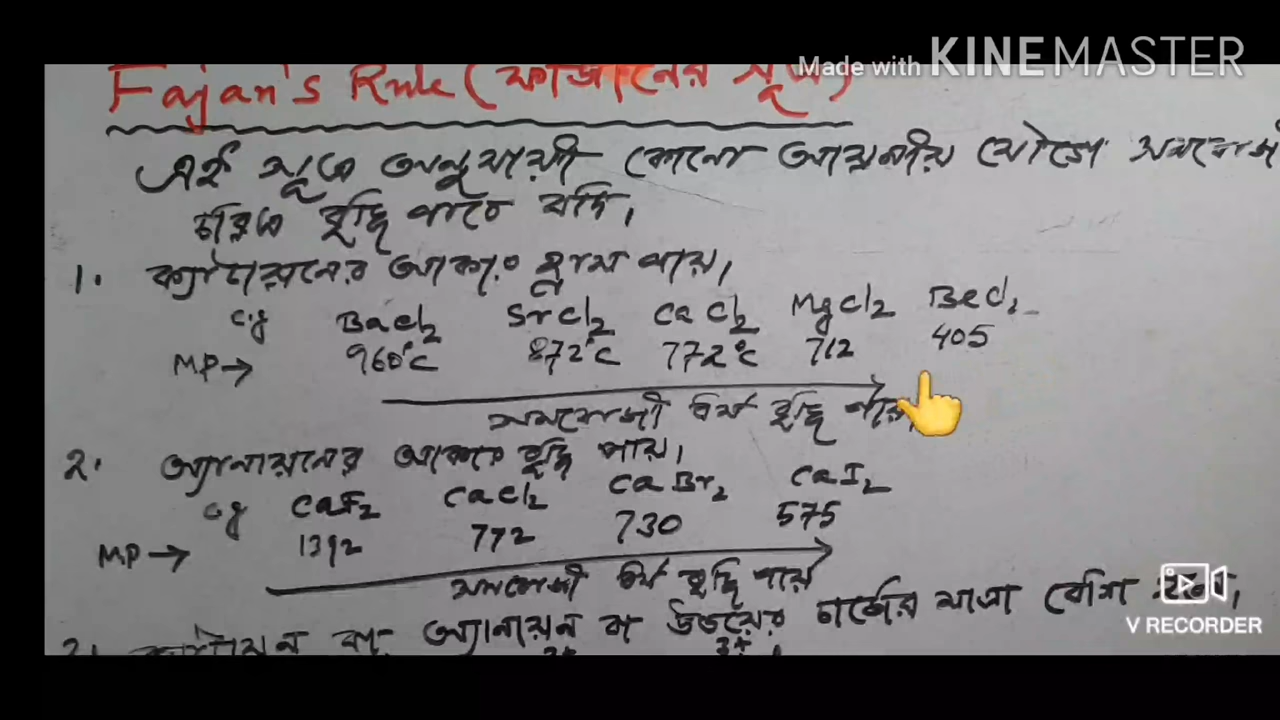 Made with KINEMASTER
Fajan's Rule (ফাজানের সূত্র)
এই সূত্র অনুযায়ী কোনো আয়নীয় যৌগে সমযোজী
চরিত্র বৃদ্ধি পাবে যদি,
1. ক্যাটায়নের আকার হ্রাস পায়,
eg BaCl2 SrCl2 CaCl2 MgCl2 BeCl2
MP→ 960°C 872°C 772°C 712 405
সমযোজী ধর্ম বৃদ্ধি পায়
2. অ্যানায়নের আকার বৃদ্ধি পায়,
eg CaF2 CaCl2 CaBr2 CaI2
MP→ 1392 772 730 575
সমযোজী ধর্ম বৃদ্ধি পায়
ক্যাটায়ন বা অ্যানায়ন বা উভয়ের চার্জের মাত্রা বেশি
3+
V RECORDER